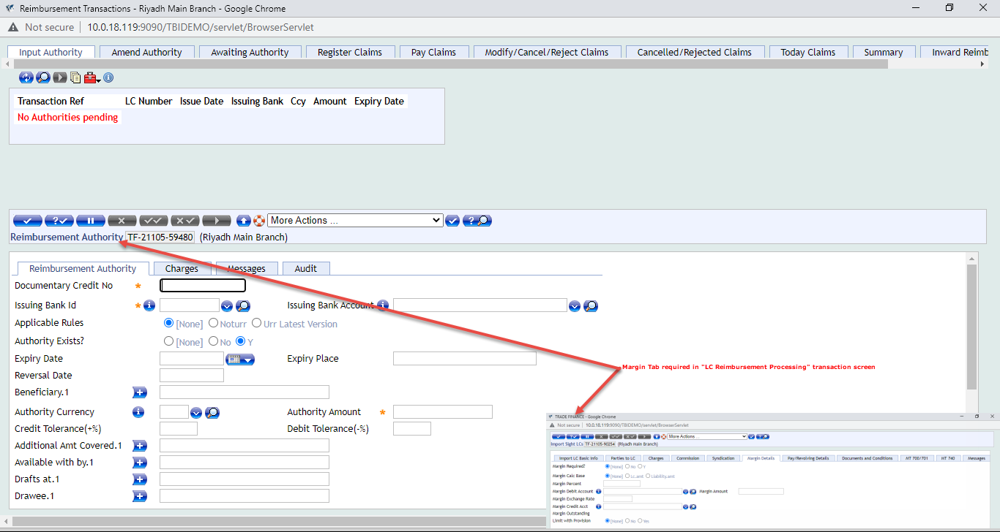 Reimbursement Transactions - Riyadh Main Branch - Google Chrome
Not secure | 10.0.18.119:9090/TBIDEMO/servlet/BrowserServlet
Input Authority Amend Authority Awaiting Authority Register Claims Pay Claims Modify/Cancel/Reject Claims Cancelled/Rejected Claims Today Claims Summary Inward Reimb
Transaction Ref LC Number Issue Date Issuing Bank Ccy Amount Expiry Date
No Authorities pending
More Actions ...
Reimbursement Authority TF-21105-59480 (Riyadh Main Branch)
Reimbursement Authority Charges Messages Audit
Documentary Credit No *
Issuing Bank Id * Issuing Bank Account
Applicable Rules [None] Noturr Urr Latest Version
Authority Exists? [None] No Y
Expiry Date Expiry Place
Reversal Date
Beneficiary.1
Authority Currency Authority Amount *
Credit Tolerance(+%) Debit Tolerance(-%)
Additional Amt Covered.1
Available with by.1
Drafts at.1
Drawee.1
Margin Tab required in "LC Reimbursement Processing" transaction screen
TRADE FINANCE - Google Chrome
Not secure | 10.0.18.119:9090/TBIDEMO/servlet/BrowserServlet
More Actions ...
Import Sight LCs TF-21105-90254 (Riyadh Main Branch)
Import LC Basic Info Parties to LC Charges Commission Syndication Margin Details Pay/Revolving Details Documents and Conditions MT 700/701 MT 740 Messages
Margin Required? [None] No Y
Margin Calc Base [None] Lc.amt Liability.amt
Margin Percent
Margin Debit Account Margin Amount
Margin Exchange Rate
Margin Credit Acct
Margin Outstanding
Limit with Provision [None] No Yes